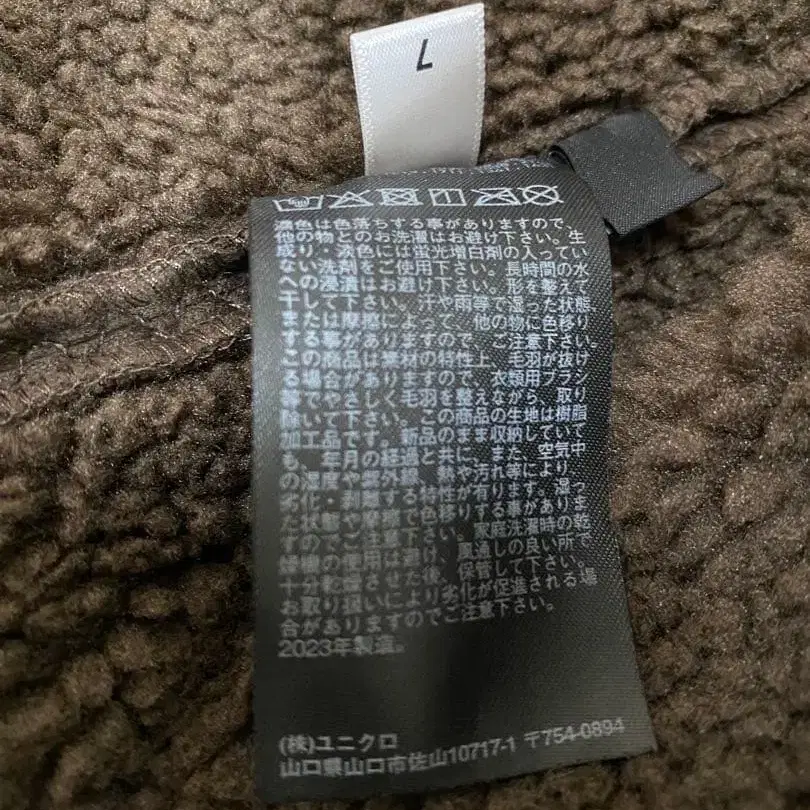 7
濃色は色落ちする事がありますので、
他の物とのお洗濯はお避け下さい。生
成り・淡色には蛍光増白剤の入ってい
ない洗剤をご使用下さい。長時間の水
への浸漬はお避け下さい。形を整えて
干して下さい。汗や雨等で湿った状態、
または摩擦によって、他の物に色移り
する事がありますので、ご注意下さい。
この商品は素材の特性上、毛羽が抜け
る場合がありますので、衣類用ブラシ
等でやさしく毛羽を整えながら、取り
除いて下さい。この商品の生地は樹脂
加工品です。新品のまま収納していて
も、年月の経過と共に、また、空気中
の湿度や紫外線、熱や汚れ等により、
劣化・剥離する特性が有ります。湿っ
た状態や摩擦で色移りする事がありま
すのでご注意下さい。家庭洗濯時の乾
燥機の使用は避け、風通しの良い所で
十分乾燥させた後、保管して下さい。
お取り扱いにより劣化が促進される場
合がありますのでご注意下さい。
2023年製造。
(株)ユニクロ
山口県山口市佐山10717-1 〒754-0894